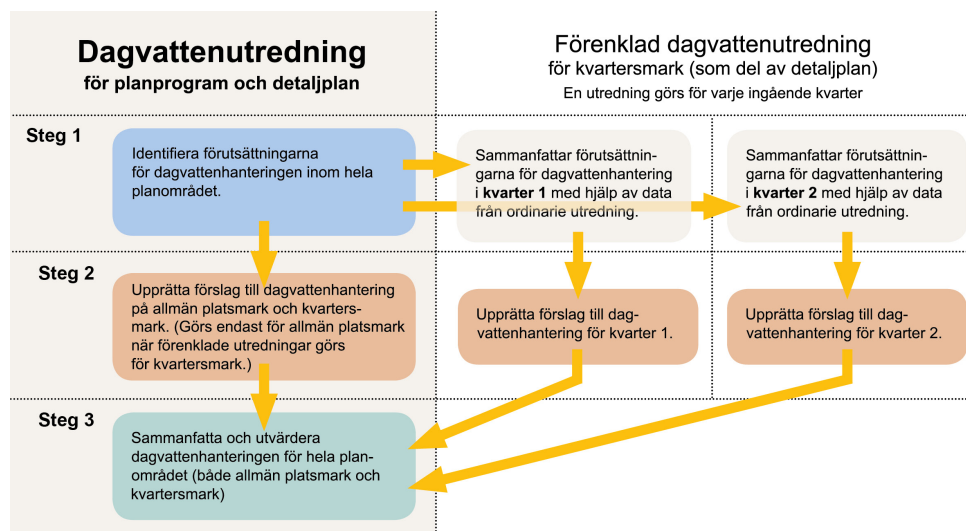 Dagvattenutredning
för planprogram och detaljplan
Förenklad dagvattenutredning
för kvartersmark (som del av detaljplan)
En utredning görs för varje ingående kvarter
Steg 1
Identifiera förutsättningarna
för dagvattenhanteringen inom hela
planområdet.
Sammanfattar förutsättnin-
garna för dagvattenhantering
i kvarter 1 med hjälp av data
från ordinarie utredning.
Sammanfattar förutsättnin-
garna för dagvattenhantering
i kvarter 2 med hjälp av data
från ordinarie utredning.
Steg 2
Upprätta förslag till dagvattenhantering
på allmän platsmark och kvarters-
mark. (Görs endast för allmän platsmark
när förenklade utredningar görs
för kvartersmark.)
Upprätta förslag till dag-
vattenhantering för kvarter 1.
Upprätta förslag till dag-
vattenhantering för kvarter 2.
Steg 3
Sammanfatta och utvärdera
dagvattenhanteringen för hela plan-
området (både allmän platsmark och
kvartersmark)